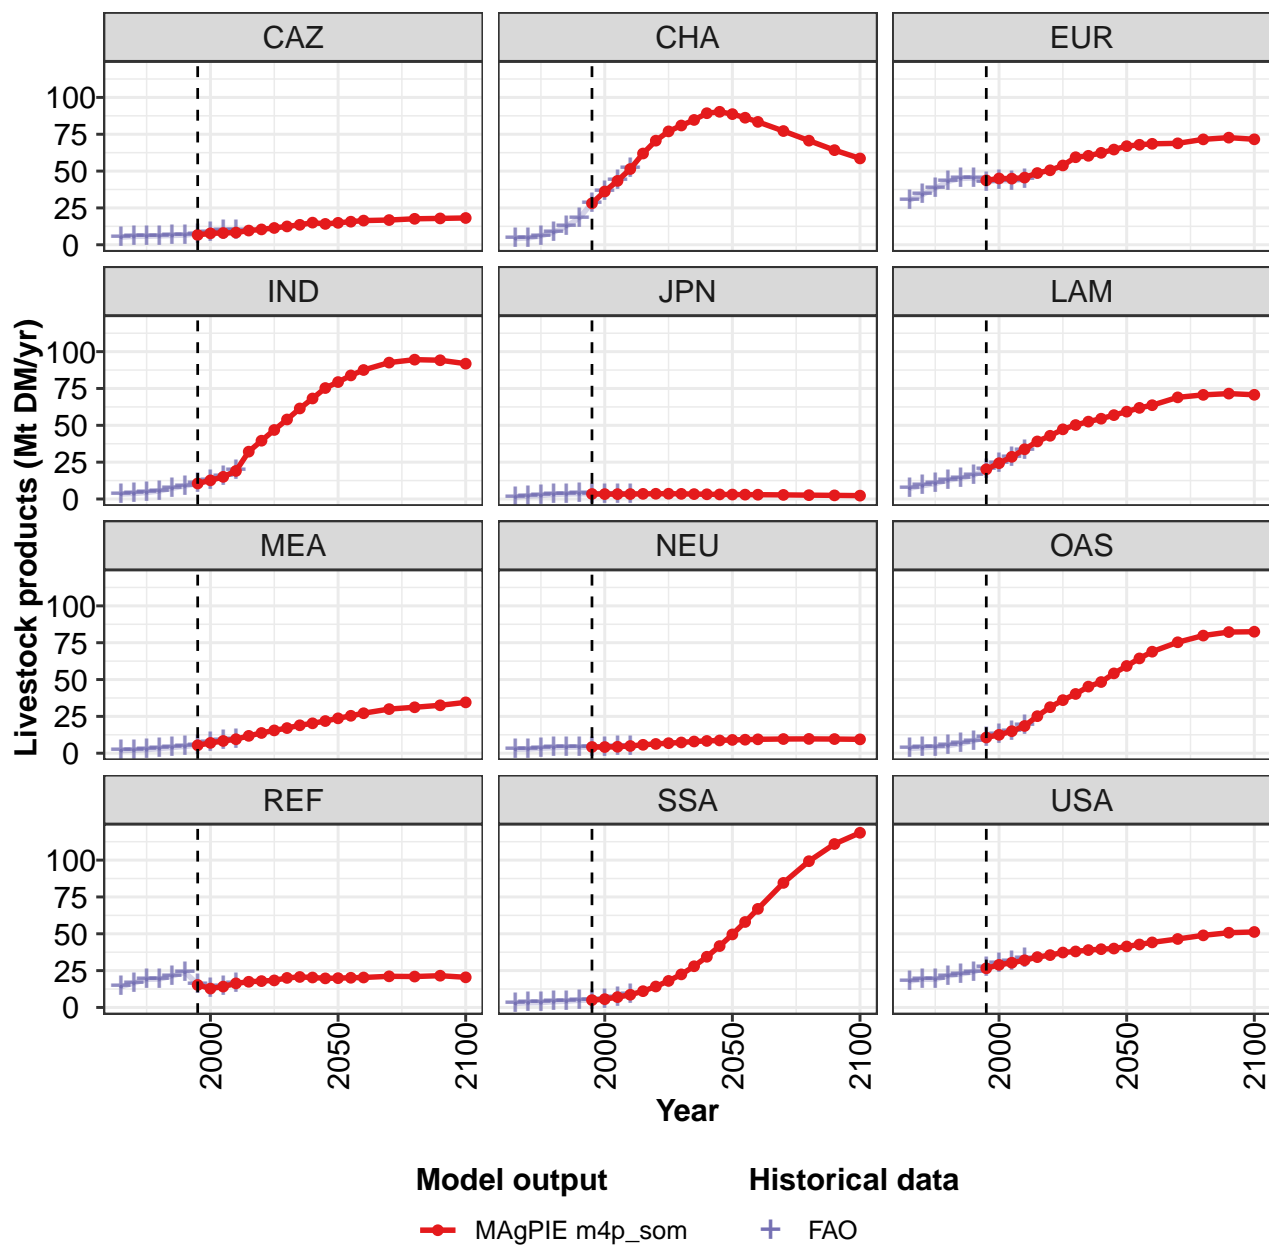 CAZ CHA EUR
100
75
50
25
0
IND JPN LAM
100
75
50
25
0
Livestock products (Mt DM/yr)
MEA NEU OAS
100
75
50
25
0
REF SSA USA
100
75
50
25
0
2000 2050 2100 2000 2050 2100 2000 2050 2100
Year
Model output Historical data
MAgPIE m4p_som FAO